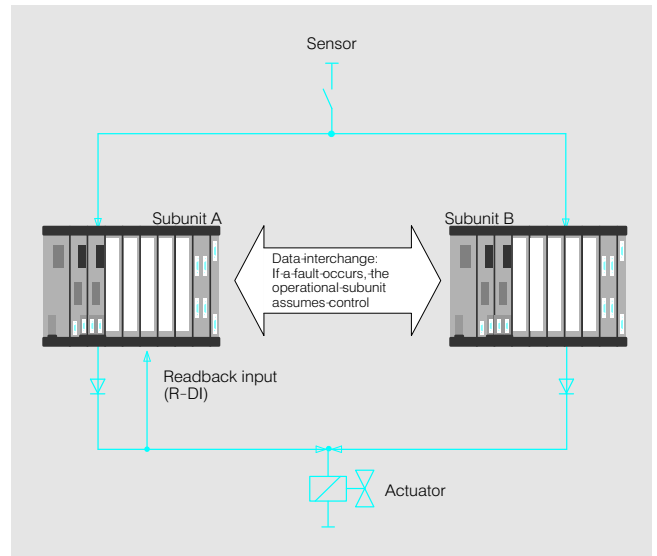 Sensor
Subunit A
Subunit B
Data-interchange:
If-a-fault-occurs,-the
operational-subunit
assumes-control
Readback input
(R-DI)
Actuator